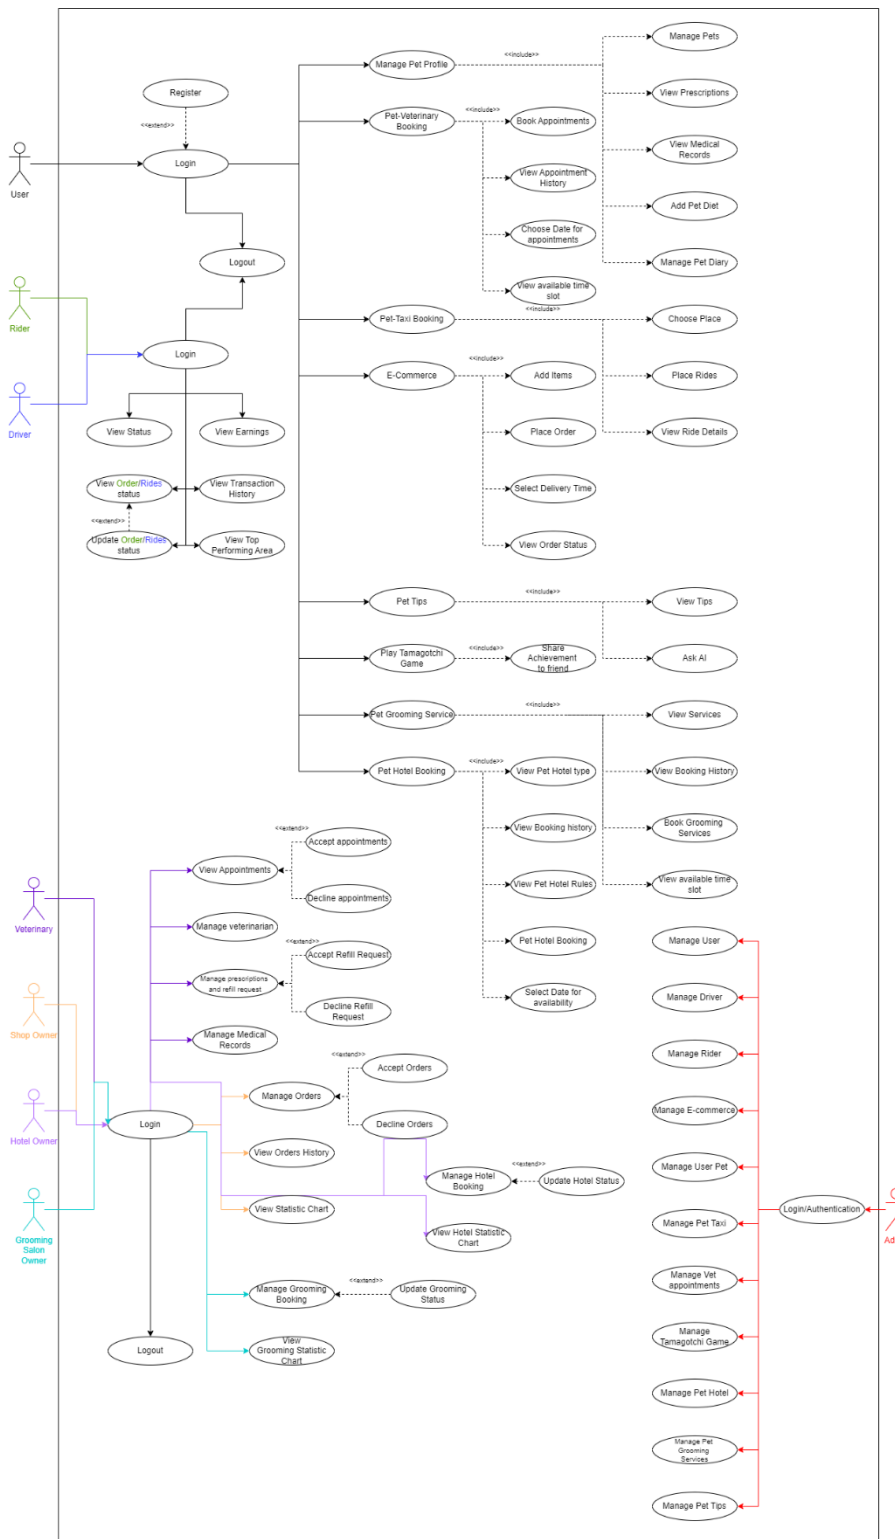 Manage Pets
Manage Pet Profile
<<include>>
Register
View Prescriptions
<<extend>>
Pet-Veterinary
Booking
<<include>>
Book Appointments
User
Login
View Medical
Records
View Appointment
History
Add Pet Diet
Choose Date for
appointments
Logout
Manage Pet Diary
View available time
slot
Rider
Pet-Taxi Booking
<<include>>
Choose Place
Login
E-Commerce
<<include>>
Add Items
Place Rides
Driver
View Status
View Earnings
Place Order
View Ride Details
View Order/Rides
status
View Transaction
History
Select Delivery Time
<<extend>>
Update Order/Rides
status
View Top
Performing Area
View Order Status
Pet Tips
<<include>>
View Tips
Play Tamagotchi
Game
<<include>>
Share
Achievement
to friend
Ask AI
Pet Grooming Service
<<include>>
View Services
Pet Hotel Booking
<<include>>
View Pet Hotel type
View Booking History
<<extend>>
Accept appointments
View Booking history
Book Grooming
Services
View Appointments
Decline appointments
View Pet Hotel Rules
View available time
slot
Veterinary
Manage veterinarian
<<extend>>
Accept Refill Request
Pet Hotel Booking
Manage User
Manage prescriptions
and refill request
Decline Refill
Request
Select Date for
availability
Manage Driver
Shop Owner
Manage Medical
Records
<<extend>>
Accept Orders
Manage Rider
Manage Orders
Hotel Owner
Login
Decline Orders
Manage E-commerce
View Orders History
Manage Hotel
Booking
<<extend>>
Update Hotel Status
Manage User Pet
View Statistic Chart
View Hotel Statistic
Chart
Login/Authentication
Manage Pet Taxi
Grooming
Salon
Owner
Ad
Manage Grooming
Booking
<<extend>>
Update Grooming
Status
Manage Vet
appointments
Logout
View
Grooming Statistic
Chart
Manage
Tamagotchi Game
Manage Pet Hotel
Manage Pet
Grooming
Services
Manage Pet Tips